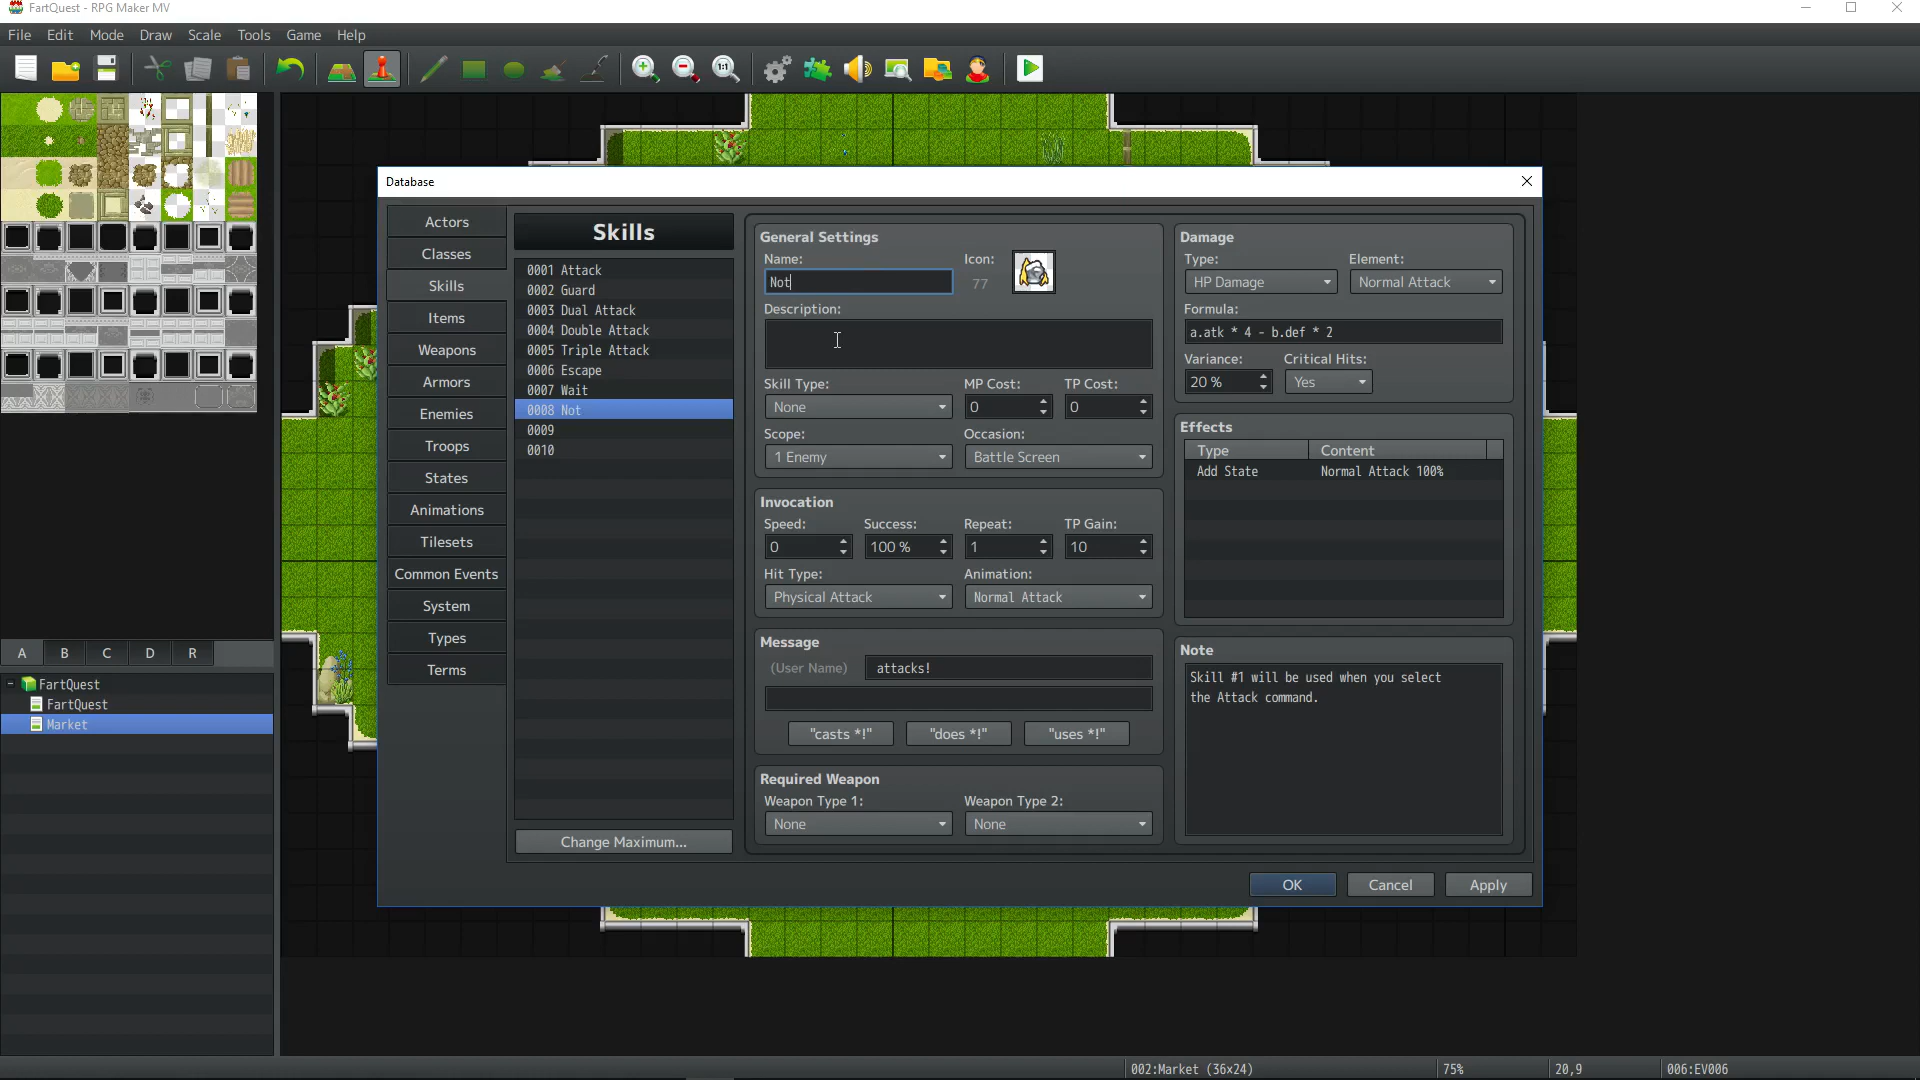 FartQuest - RPG Maker MV
File Edit Mode Draw Scale Tools Game Help
1:1
Database
Actors
Classes
Skills
Items
Weapons
Armors
Enemies
Troops
States
Animations
Tilesets
Common Events
System
Types
Terms
Skills
0001 Attack
0002 Guard
0003 Dual Attack
0004 Double Attack
0005 Triple Attack
0006 Escape
0007 Wait
0008 Not
0009
0010
Change Maximum...
General Settings
Name: Icon:
Not 77
Description:
Skill Type: MP Cost: TP Cost:
None 0 0
Scope: Occasion:
1 Enemy Battle Screen
Invocation
Speed: Success: Repeat: TP Gain:
0 100 % 1 10
Hit Type: Animation:
Physical Attack Normal Attack
Message
(User Name) attacks!
"casts *!" "does *!" "uses *!"
Required Weapon
Weapon Type 1: Weapon Type 2:
None None
Damage
Type: Element:
HP Damage Normal Attack
Formula:
a.atk * 4 - b.def * 2
Variance: Critical Hits:
20 % Yes
Effects
Type Content
Add State Normal Attack 100%
Note
Skill #1 will be used when you select
the Attack command.
OK Cancel Apply
A B C D R
FartQuest
FartQuest
Market
002:Market (36x24) 75% 20,9 006:EV006